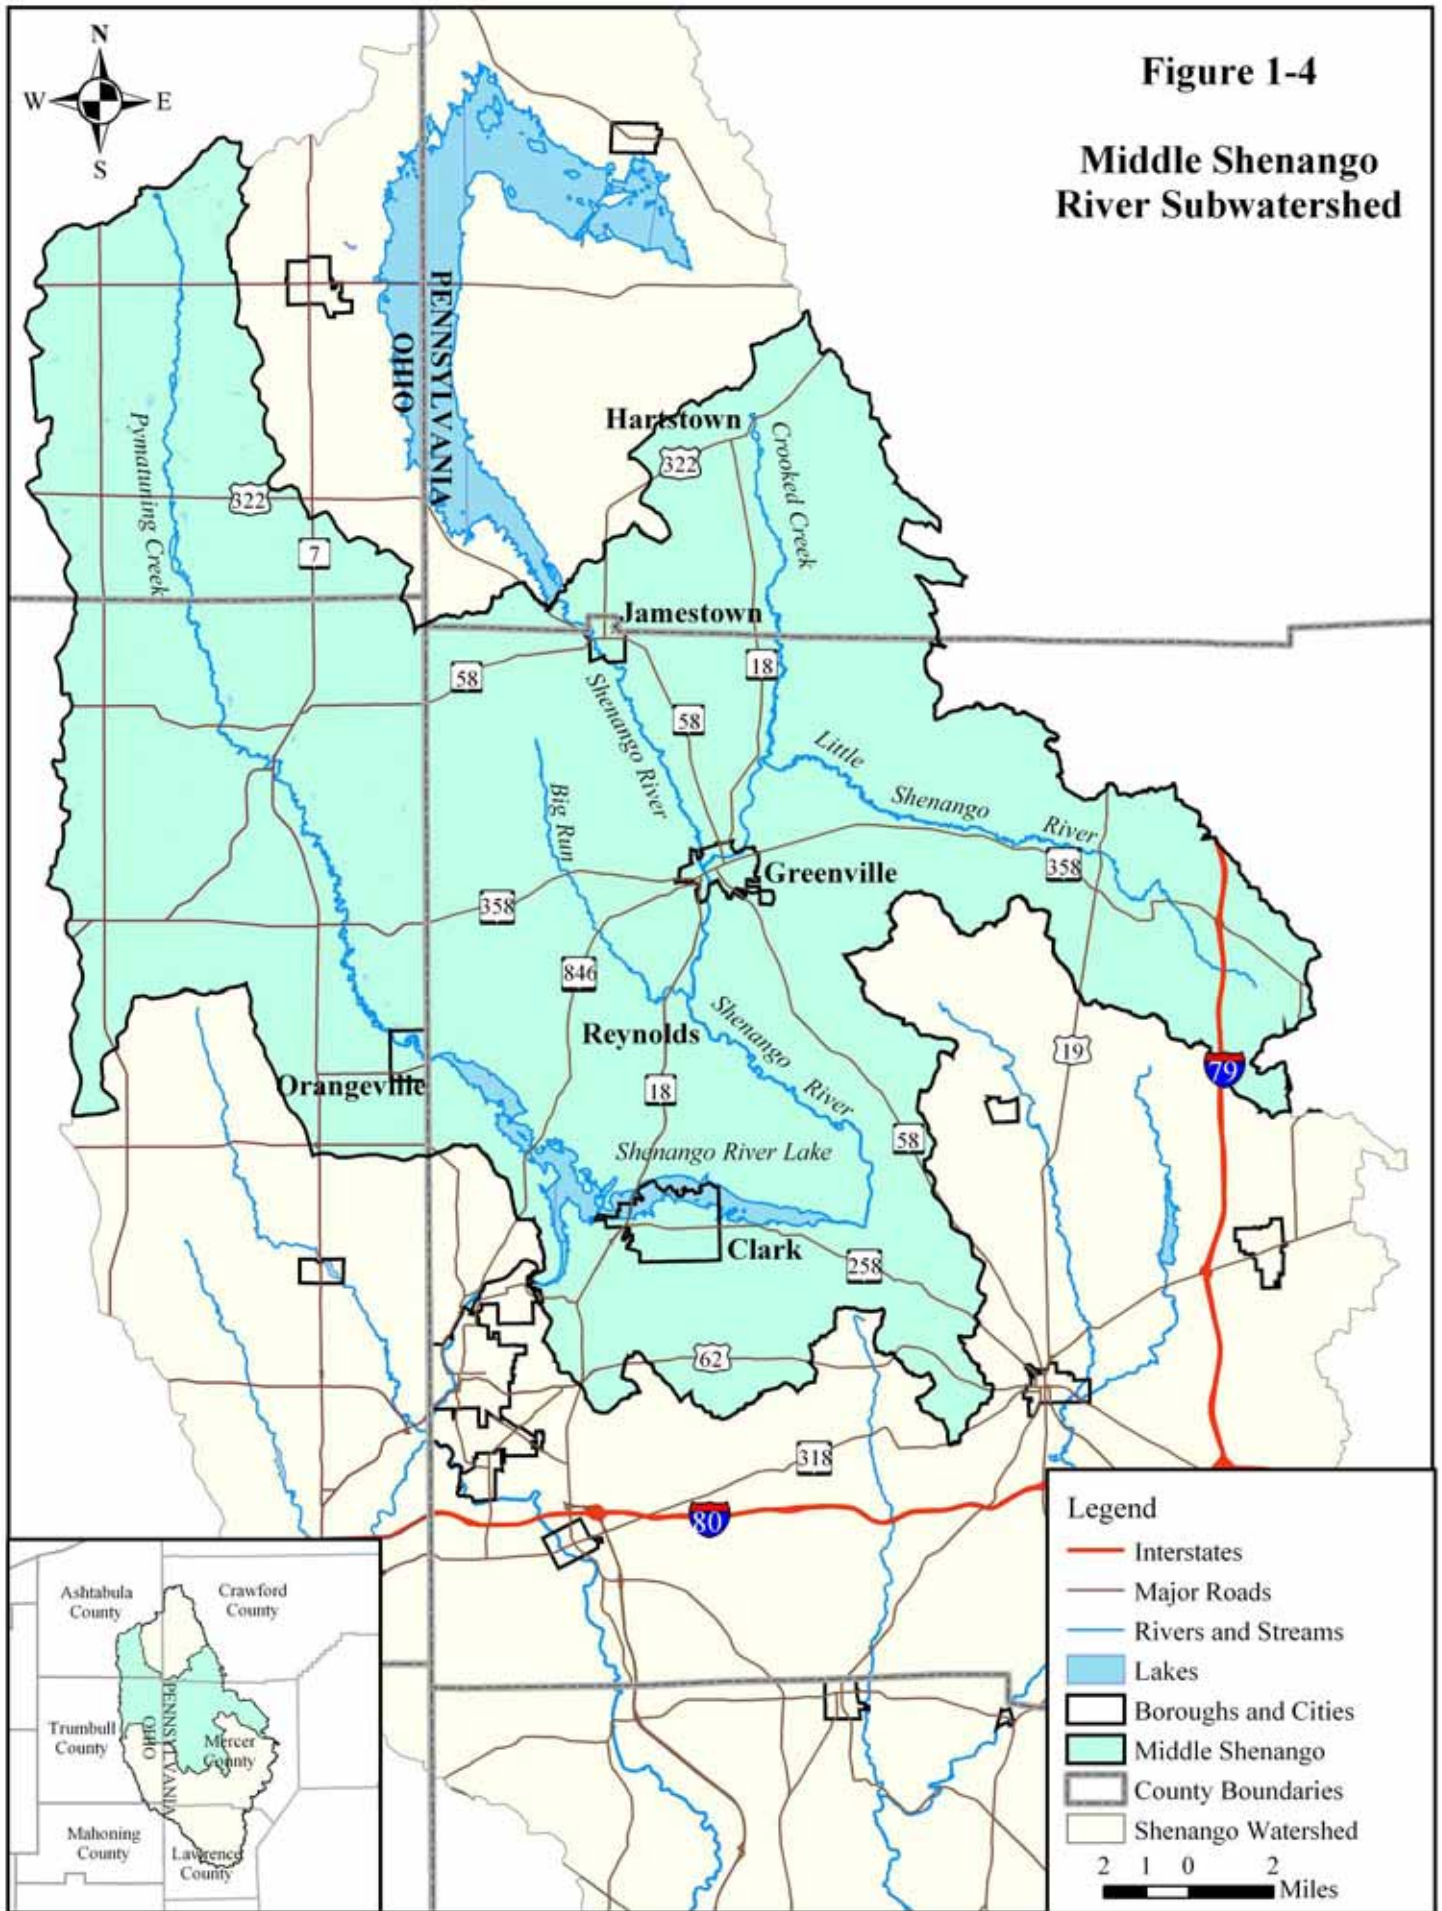 Figure 1-4
Middle Shenango
River Subwatershed
N
W
E
S
PENNSYLVANIA
OHIO
Hartstown
322
Crooked Creek
Pymatuning Creek
322
7
Jamestown
58
18
Shenango River
58
Little
Shenango
River
Big Run
358
Greenville
358
846
Shenango
River
Reynolds
19
79
Orangeville
18
58
Shenango River Lake
Clark
258
62
318
80
Legend
Interstates
Major Roads
Rivers and Streams
Lakes
Boroughs and Cities
Middle Shenango
County Boundaries
Shenango Watershed
2 1 0 2
Miles
Ashtabula
County
Crawford
County
PENNSYLVANIA
OHIO
Trumbull
County
Mercer
County
Mahoning
County
Lawrence
County